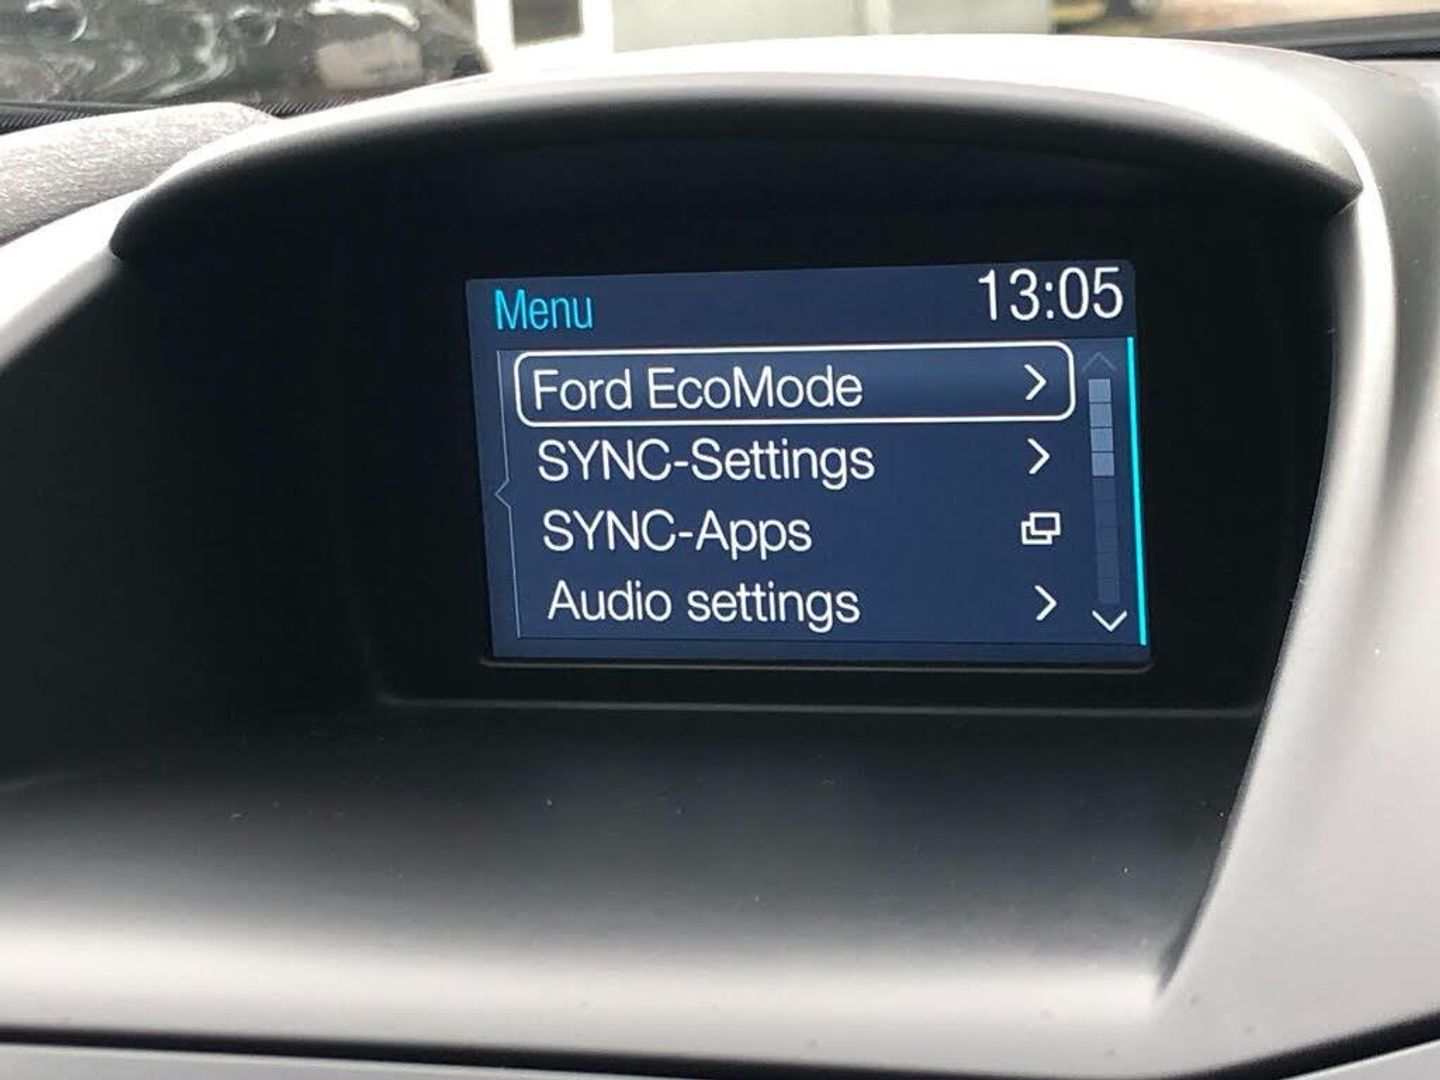 Menu 13:05
Ford EcoMode
SYNC-Settings
SYNC-Apps
Audio settings